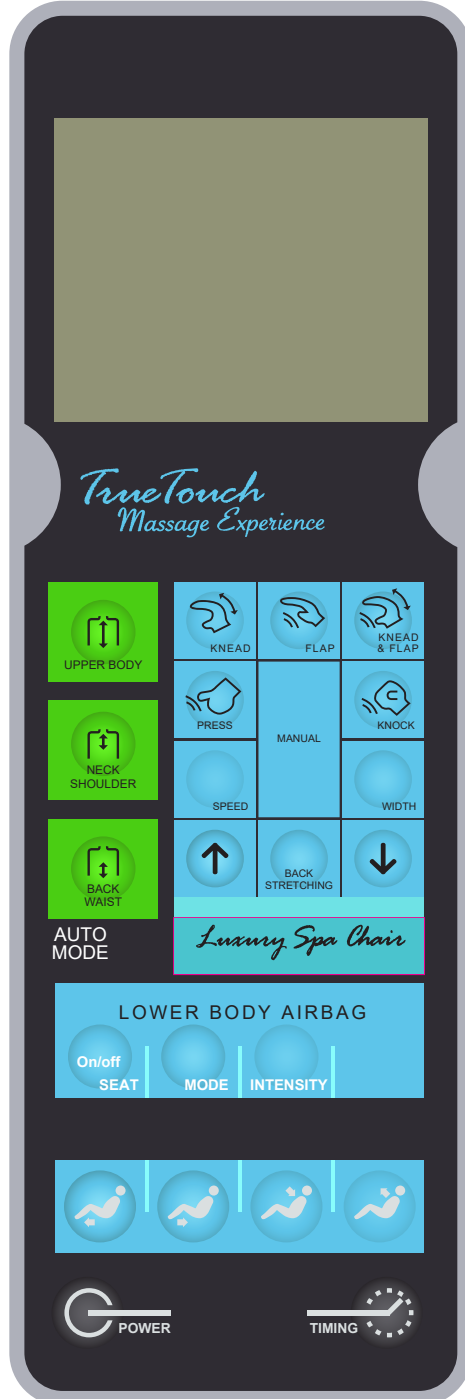 TrueTouch
Massage Experience
UPPER BODY
NECK
SHOULDER
BACK
WAIST
AUTO
MODE
KNEAD
FLAP
KNEAD
& FLAP
PRESS
MANUAL
KNOCK
SPEED
WIDTH
BACK
STRETCHING
Luxury Spa Chair
LOWER BODY AIRBAG
On/off
SEAT
MODE
INTENSITY
POWER
TIMING